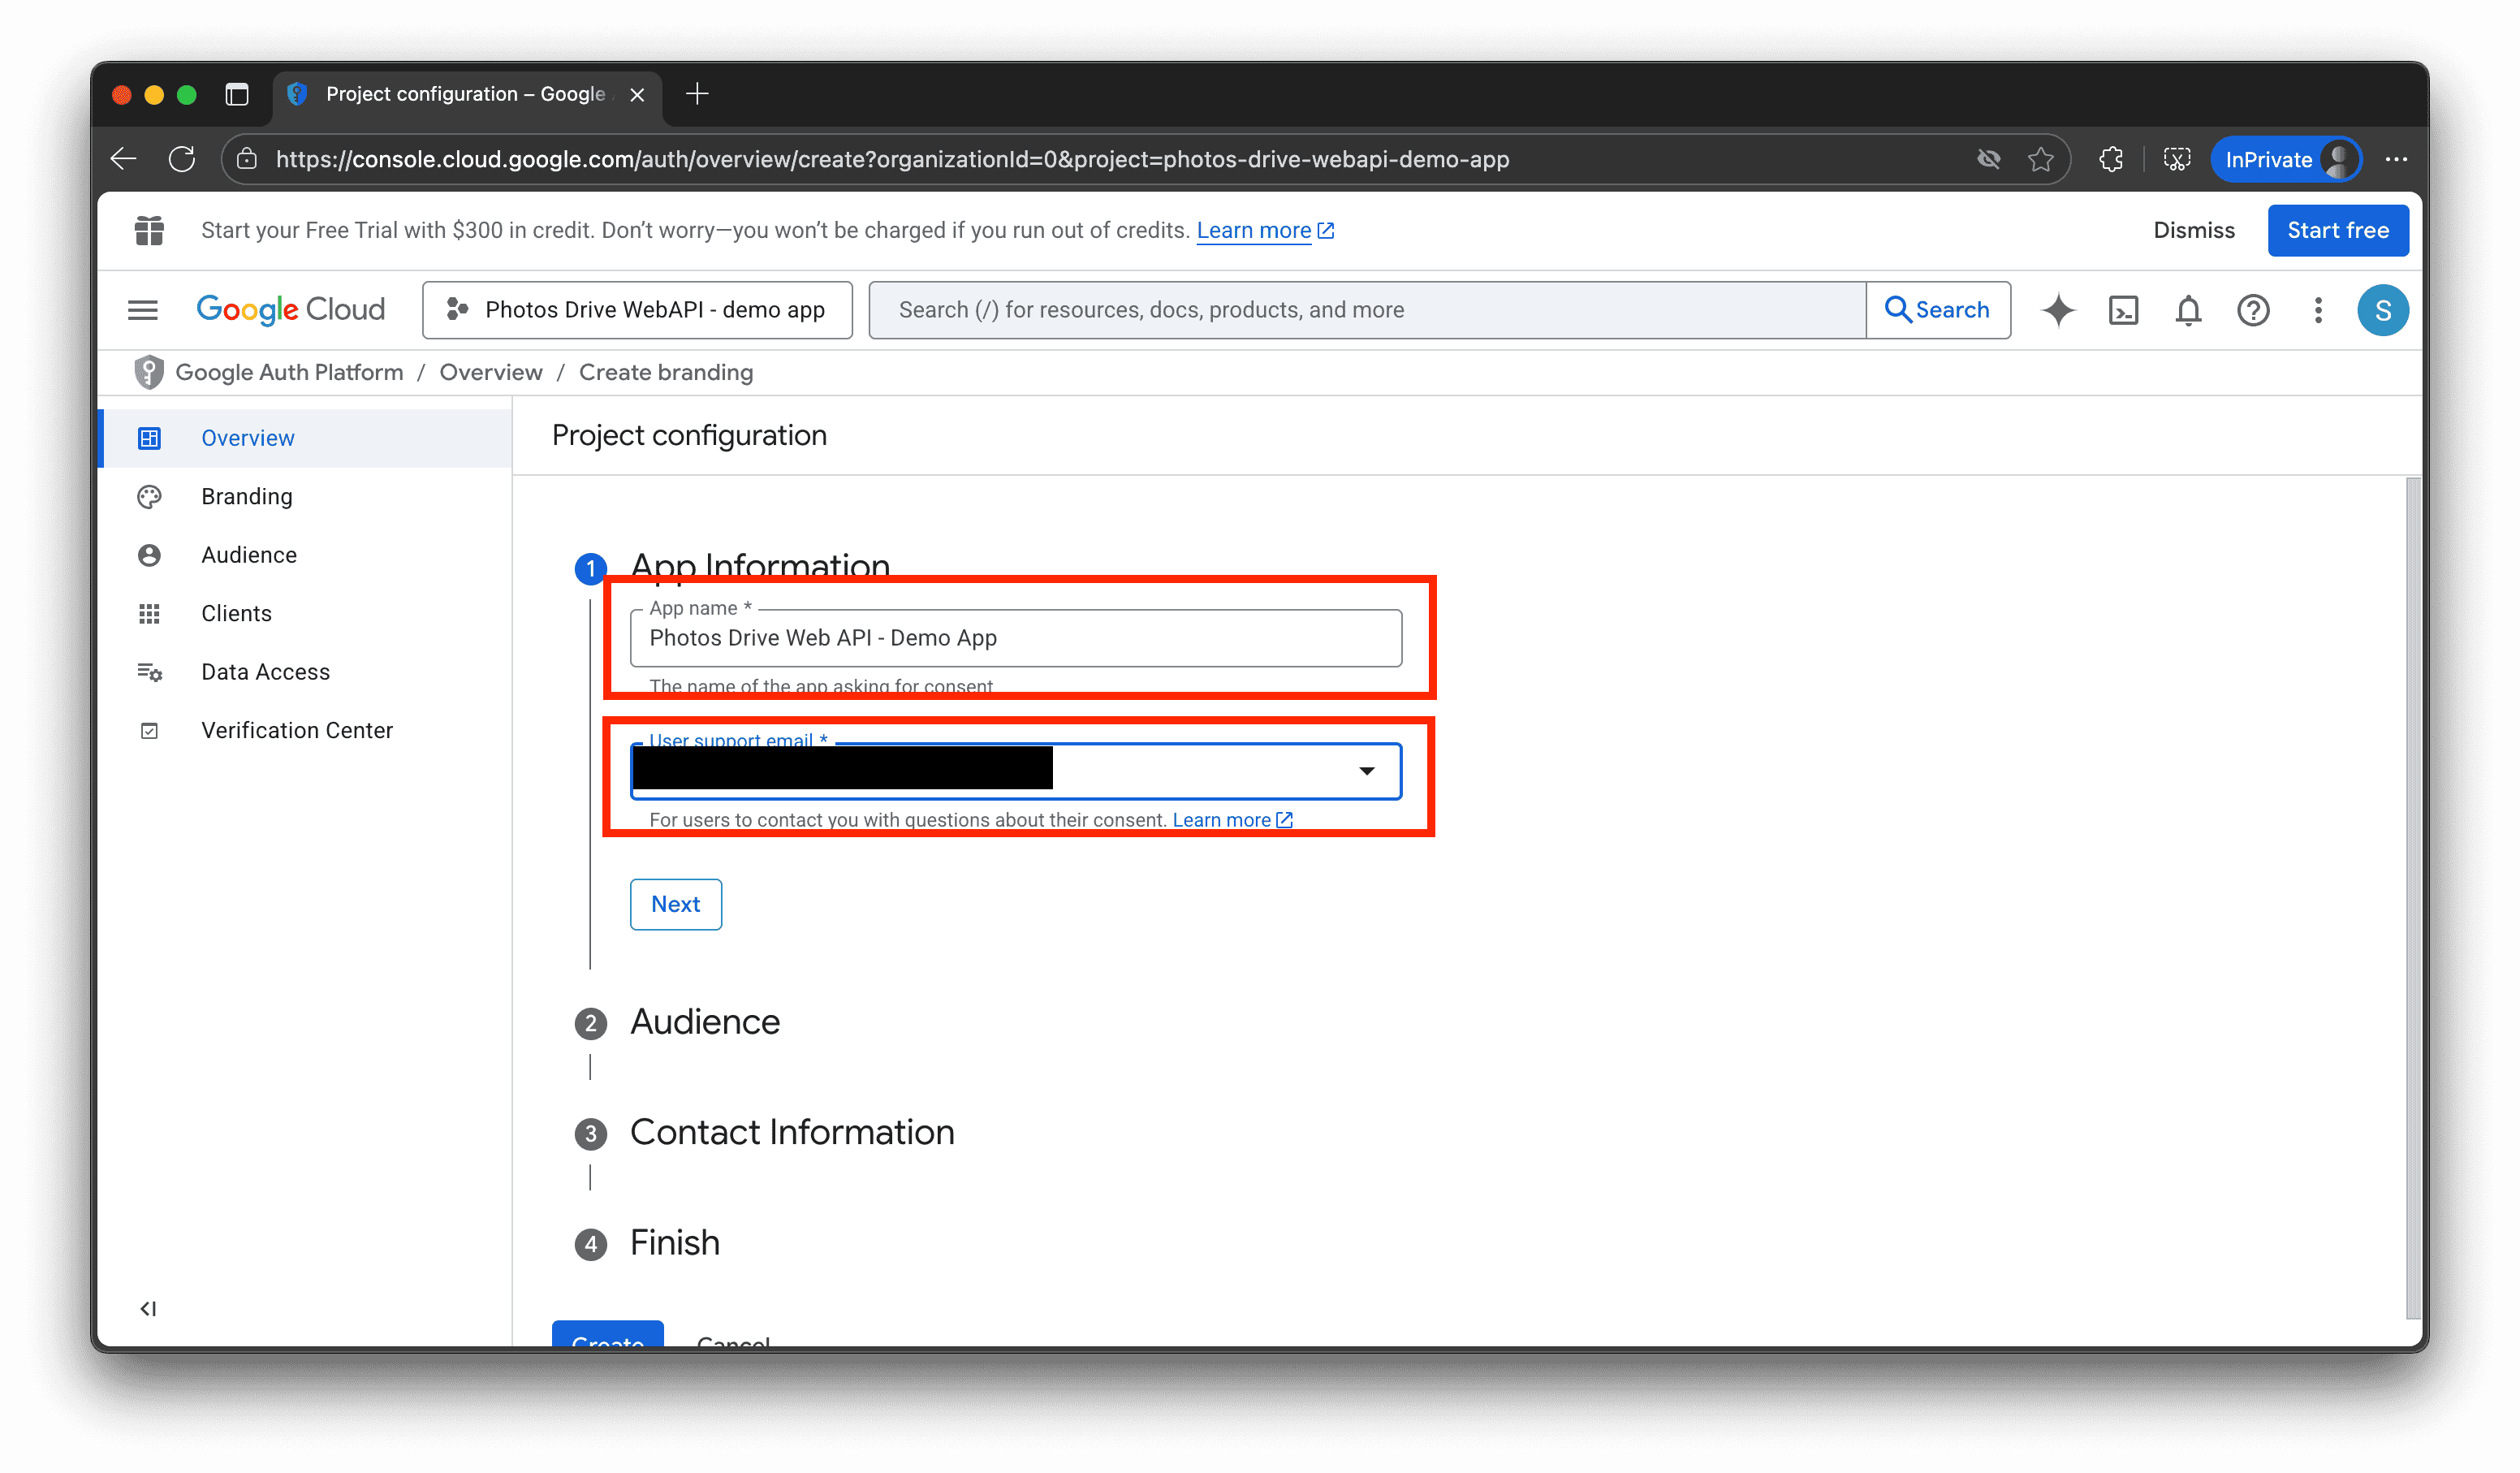 Project configuration – Google
https://console.cloud.google.com/auth/overview/create?organizationId=0&project=photos-drive-webapi-demo-app
InPrivate
Start your Free Trial with $300 in credit. Don’t worry—you won’t be charged if you run out of credits. Learn more
Dismiss
Start free
Google Cloud
Photos Drive WebAPI - demo app
Search (/) for resources, docs, products, and more
Search
S
Google Auth Platform / Overview / Create branding
Overview
Branding
Audience
Clients
Data Access
Verification Center
Project configuration
1 App Information
App name *
Photos Drive Web API - Demo App
The name of the app asking for consent
User support email *
For users to contact you with questions about their consent. Learn more
Next
2 Audience
3 Contact Information
4 Finish
Create Cancel